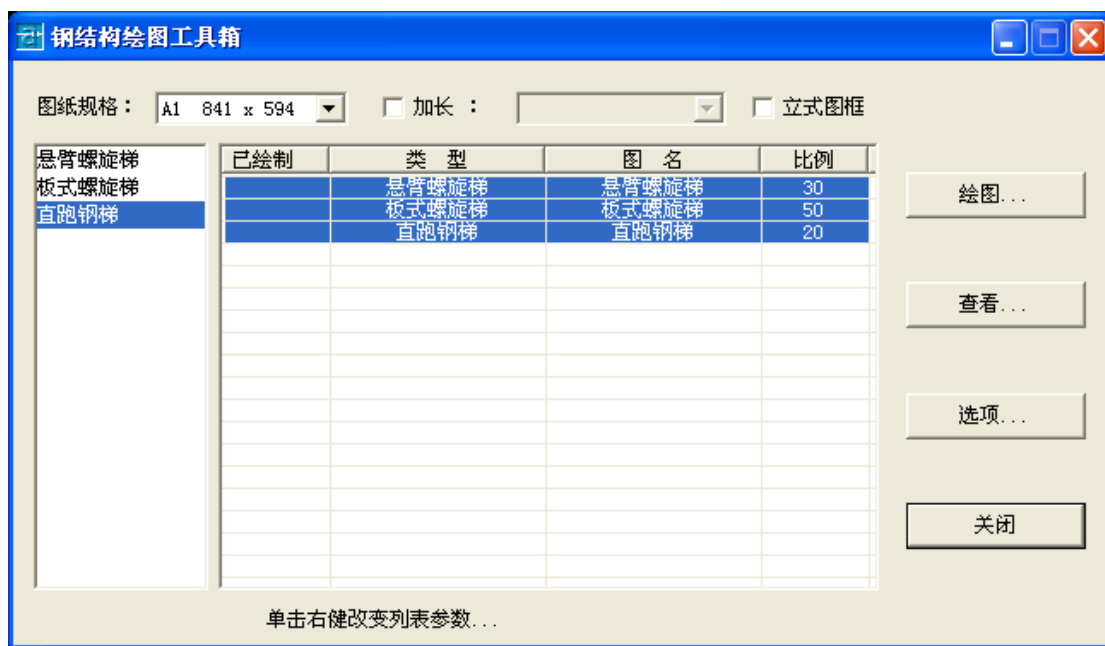 钢结构绘图工具箱
图纸规格： A1 841 x 594 加长 ： 立式图框
悬臂螺旋梯
板式螺旋梯
直跑钢梯
已绘制 类 型 图 名 比例
悬臂螺旋梯 悬臂螺旋梯 30
板式螺旋梯 板式螺旋梯 50
直跑钢梯 直跑钢梯 20
绘图...
查看...
选项...
关闭
单击右健改变列表参数...